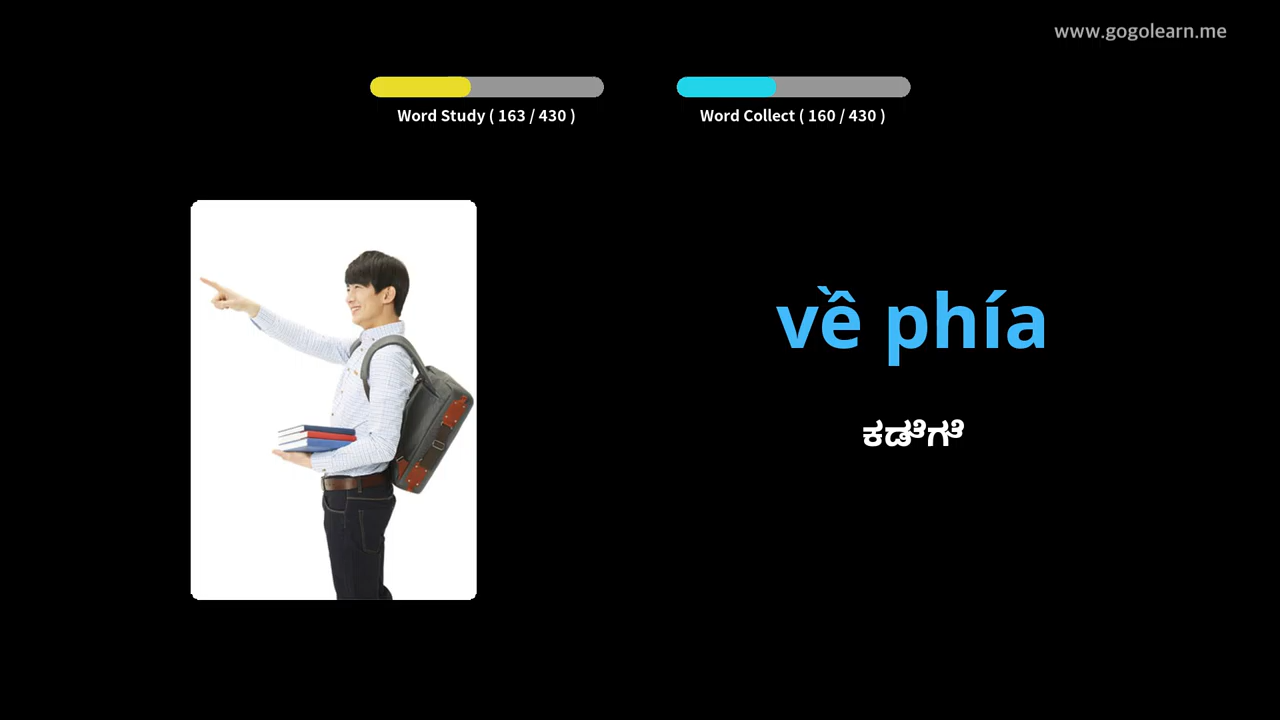 www.gogolearn.me
Word Study ( 163 / 430 )
Word Collect ( 160 / 430 )
về phía
ಕಡೆಗೆ